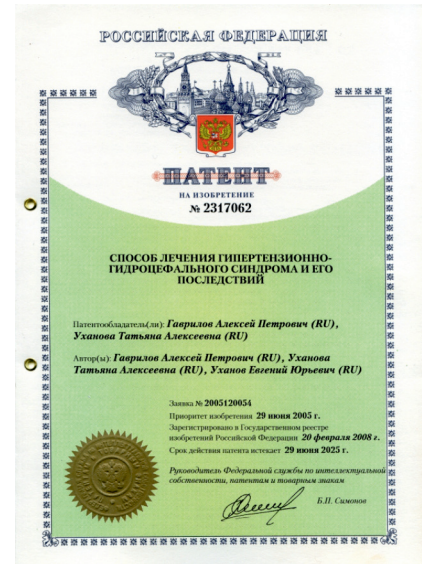 РОССИЙСКАЯ ФЕДЕРАЦИЯ
ПАТЕНТ
НА ИЗОБРЕТЕНИЕ
№ 2317062
СПОСОБ ЛЕЧЕНИЯ ГИПЕРТЕНЗИОННО-
ГИДРОЦЕФАЛЬНОГО СИНДРОМА И ЕГО
ПОСЛЕДСТВИЙ
Патентообладатель(ли): Гаврилов Алексей Петрович (RU),
Уханова Татьяна Алексеевна (RU)
Автор(ы): Гаврилов Алексей Петрович (RU), Уханова
Татьяна Алексеевна (RU), Уханов Евгений Юрьевич (RU)
Заявка № 2005120054
Приоритет изобретения 29 июня 2005 г.
Зарегистрировано в Государственном реестре
изобретений Российской Федерации 20 февраля 2008 г.
Срок действия патента истекает 29 июня 2025 г.
Руководитель Федеральной службы по интеллектуальной
собственности, патентам и товарным знакам
Б.П. Симонов